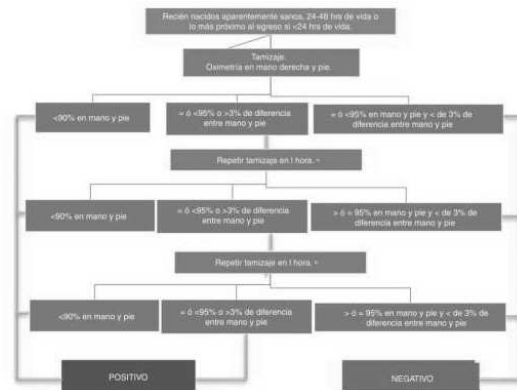 Recién nacidos aparentemente sanos, 24-48 hrs de vida o
lo más próximo al egreso si <24 hrs de vida.
Tamizaje.
Oximetría en mano derecha y pie.
<90% en mano y pie
= ó <95% o >3% de diferencia
entre mano y pie
= ó <95% en mano y pie y < de 3% de
diferencia entre mano y pie
Repetir tamizaje en I hora.
<90% en mano y pie
= ó <95% o >3% de diferencia
entre mano y pie
> ó = 95% en mano y pie y < de 3% de
diferencia entre mano y pie
Repetir tamizaje en I hora.
<90% en mano y pie
= ó <95% o >3% de diferencia
entre mano y pie
> ó = 95% en mano y pie y < de 3% de
diferencia entre mano y pie
POSITIVO
NEGATIVO